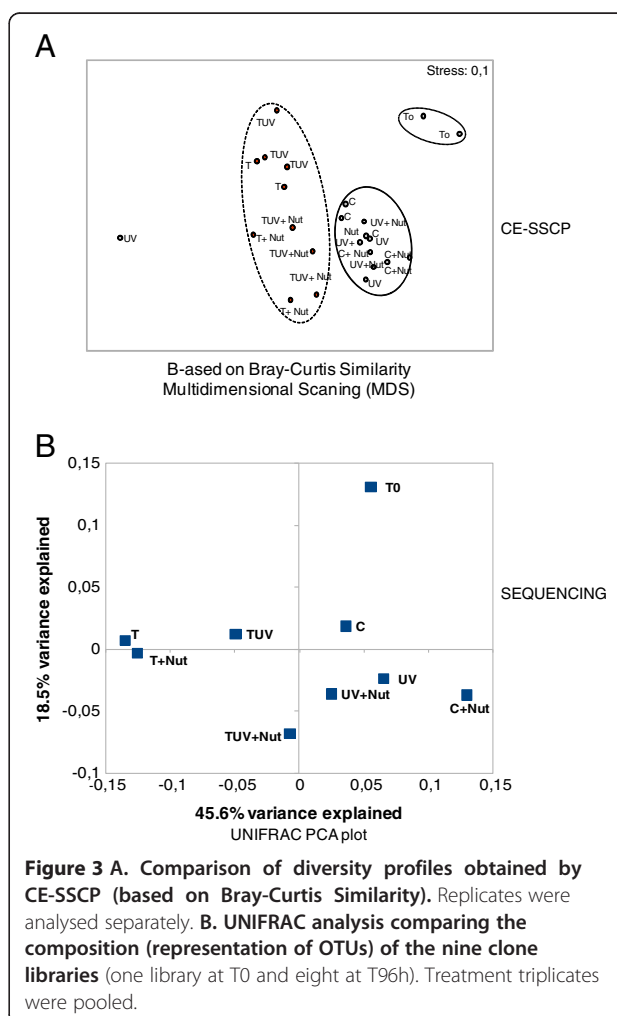 A
Stress: 0,1
To
To
TUV
TUV
T
TUV
T
C
C
UV+Nut
Nut
C
TUV+ Nut
UV+
UV
UV
T+ Nut
C+ Nut
TUV+Nut
UV+Nut
C+Nut
C+Nut
TUV+ Nut
UV
T+ Nut
CE-SSCP
B-ased on Bray-Curtis Similarity
Multidimensional Scaning (MDS)
B
0,15
T0
0,1
SEQUENCING
0,05
T
TUV
C
0
T+Nut
UV
UV+Nut
C+Nut
-0,05
TUV+Nut
-0,1
-0,15
-0,1
-0,05
0
0,05
0,1
0,15
18.5% variance explained
45.6% variance explained
UNIFRAC PCA plot
Figure 3 A. Comparison of diversity profiles obtained by
CE-SSCP (based on Bray-Curtis Similarity). Replicates were
analysed separately. B. UNIFRAC analysis comparing the
composition (representation of OTUs) of the nine clone
libraries (one library at T0 and eight at T96h). Treatment triplicates
were pooled.